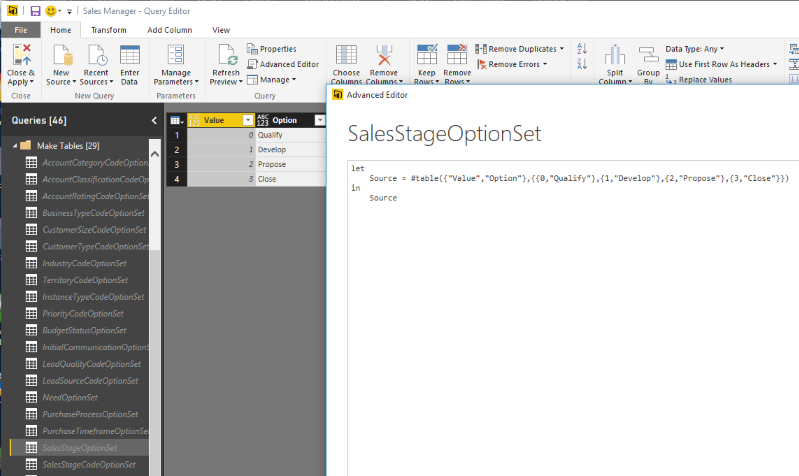 Sales Manager - Query Editor
File Home Transform Add Column View
Close & Apply
New Source
Recent Sources
Enter Data
Manage Parameters
Refresh Preview
Properties
Advanced Editor
Manage
Choose Columns
Remove Columns
Keep Rows
Remove Rows
Remove Duplicates
Remove Errors
Split Column
Group By
Data Type: Any
Use First Row As Headers
Replace Values
Close New Query Parameters Query
Queries [46]
Make Tables [29]
AccountCategoryCodeOption
AccountClassificationCodeOp
AccountRatingCodeOptionSet
BusinessTypeCodeOptionSet
CustomerSizeCodeOptionSet
CustomerTypeCodeOptionSet
IndustryCodeOptionSet
TerritoryCodeOptionSet
InstanceTypeCodeOptionSet
PriorityCodeOptionSet
BudgetStatusOptionSet
InitialCommunicationOptionS
LeadQualityCodeOptionSet
LeadSourceCodeOptionSet
NeedOptionSet
PurchaseProcessOptionSet
PurchaseTimeframeOptionSet
SalesStageOptionSet
SalesStageCodeOptionSet
ABC 123 Value ABC 123 Option
1 0 Qualify
2 1 Develop
3 2 Propose
4 3 Close
Advanced Editor
SalesStageOptionSet
let
Source = #table({"Value","Option"},{{0,"Qualify"},{1,"Develop"},{2,"Propose"},{3,"Close"}})
in
Source